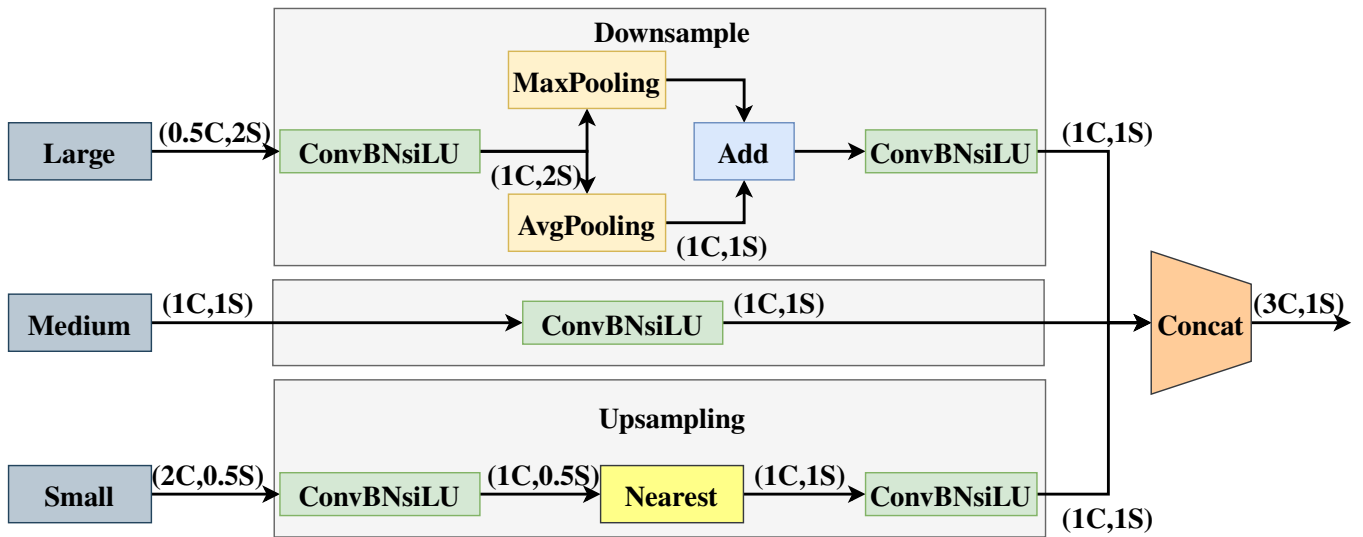 Downsample
MaxPooling
Large
(0.5C,2S)
ConvBNsiLU
(1C,2S)
Add
ConvBNsiLU
(1C,1S)
AvgPooling
(1C,1S)
Medium
(1C,1S)
ConvBNsiLU
(1C,1S)
Concat
(3C,1S)
Upsampling
Small
(2C,0.5S)
ConvBNsiLU
(1C,0.5S)
Nearest
(1C,1S)
ConvBNsiLU
(1C,1S)